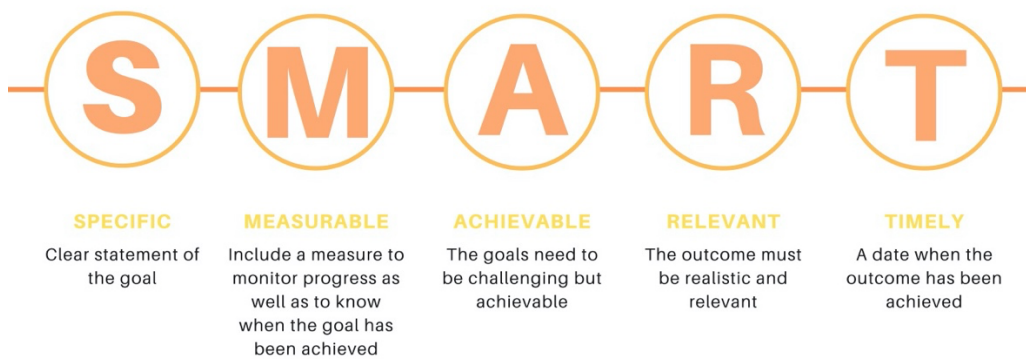 S M A R T
SPECIFIC
Clear statement of
the goal
MEASURABLE
Include a measure to
monitor progress as
well as to know
when the goal has
been achieved
ACHIEVABLE
The goals need to
be challenging but
achievable
RELEVANT
The outcome must
be realistic and
relevant
TIMELY
A date when the
outcome has been
achieved